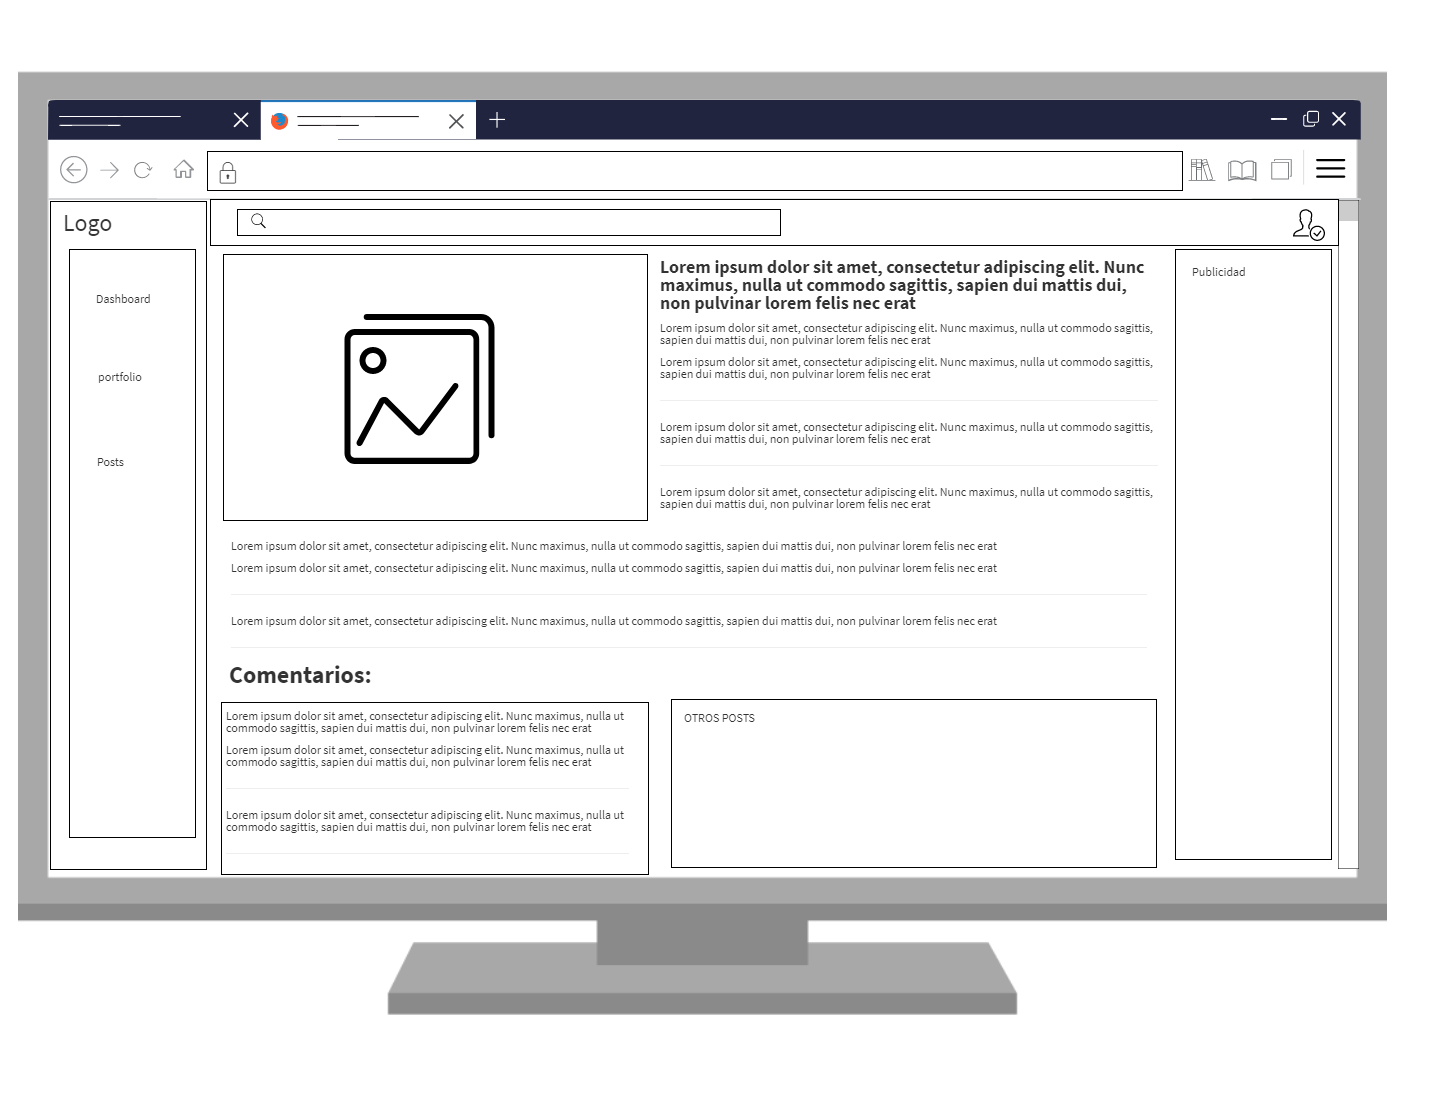 Logo
Dashboard
portfolio
Posts
Lorem ipsum dolor sit amet, consectetur adipiscing elit. Nunc
maximus, nulla ut commodo sagittis, sapien dui mattis dui,
non pulvinar lorem felis nec erat
Lorem ipsum dolor sit amet, consectetur adipiscing elit. Nunc maximus, nulla ut commodo sagittis,
sapien dui mattis dui, non pulvinar lorem felis nec erat
Lorem ipsum dolor sit amet, consectetur adipiscing elit. Nunc maximus, nulla ut commodo sagittis,
sapien dui mattis dui, non pulvinar lorem felis nec erat
Lorem ipsum dolor sit amet, consectetur adipiscing elit. Nunc maximus, nulla ut commodo sagittis,
sapien dui mattis dui, non pulvinar lorem felis nec erat
Lorem ipsum dolor sit amet, consectetur adipiscing elit. Nunc maximus, nulla ut commodo sagittis,
sapien dui mattis dui, non pulvinar lorem felis nec erat
Lorem ipsum dolor sit amet, consectetur adipiscing elit. Nunc maximus, nulla ut commodo sagittis, sapien dui mattis dui, non pulvinar lorem felis nec erat
Lorem ipsum dolor sit amet, consectetur adipiscing elit. Nunc maximus, nulla ut commodo sagittis, sapien dui mattis dui, non pulvinar lorem felis nec erat
Lorem ipsum dolor sit amet, consectetur adipiscing elit. Nunc maximus, nulla ut commodo sagittis, sapien dui mattis dui, non pulvinar lorem felis nec erat
Comentarios:
Lorem ipsum dolor sit amet, consectetur adipiscing elit. Nunc maximus, nulla ut
commodo sagittis, sapien dui mattis dui, non pulvinar lorem felis nec erat
Lorem ipsum dolor sit amet, consectetur adipiscing elit. Nunc maximus, nulla ut
commodo sagittis, sapien dui mattis dui, non pulvinar lorem felis nec erat
Lorem ipsum dolor sit amet, consectetur adipiscing elit. Nunc maximus, nulla ut
commodo sagittis, sapien dui mattis dui, non pulvinar lorem felis nec erat
OTROS POSTS
Publicidad